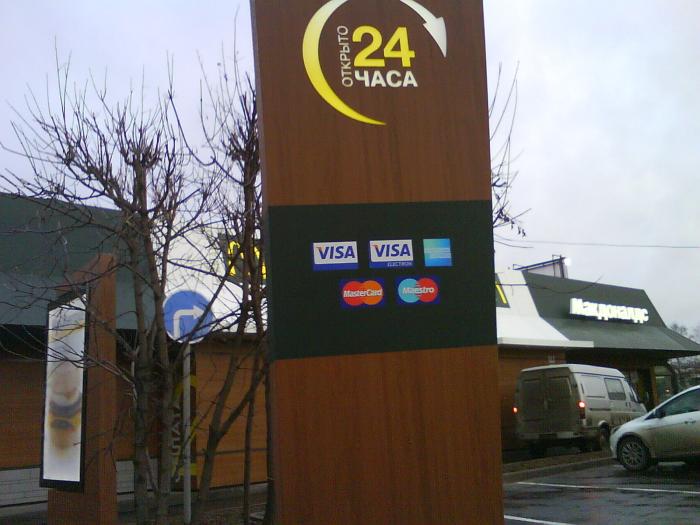 ОТКРЫТО
24
ЧАСА
VISA
VISA
ELECTRON
MasterCard
Maestro
Макдоналдс